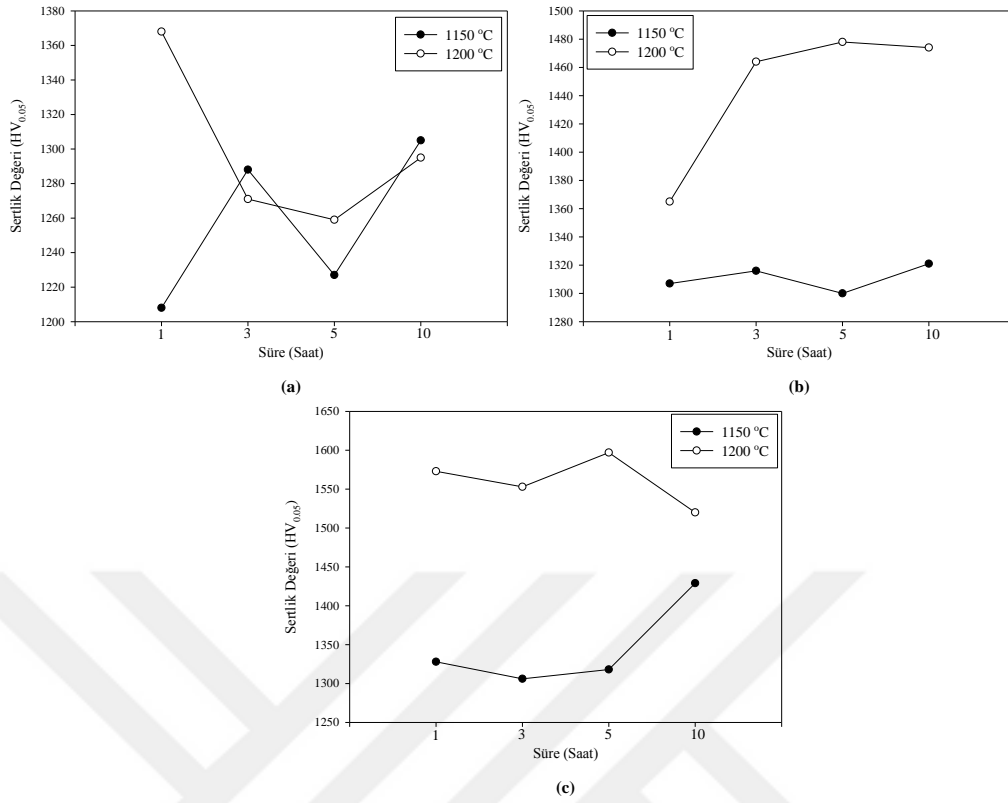 1380
1360
1340
1320
1300
1280
1260
1240
1220
1200
Sertlik Değeri (HV0.05)
1150 °C
1200 °C
1 3 5 10
Süre (Saat)
(a)
1500
1480
1460
1440
1420
1400
1380
1360
1340
1320
1300
1280
Sertlik Değeri (HV0.05)
1150 °C
1200 °C
1 3 5 10
Süre (Saat)
(b)
1650
1600
1550
1500
1450
1400
1350
1300
1250
Sertlik Değeri (HV0.05)
1150 °C
1200 °C
1 3 5 10
Süre (Saat)
(c)